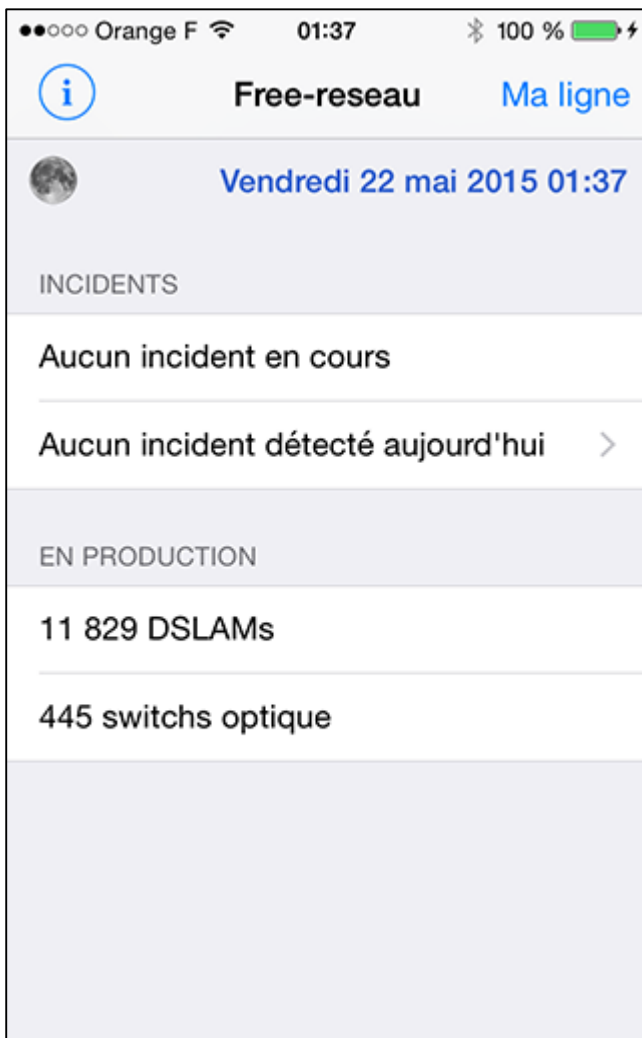 Orange F 01:37 100 %
i Free-reseau Ma ligne
Vendredi 22 mai 2015 01:37
INCIDENTS
Aucun incident en cours
Aucun incident détecté aujourd'hui
EN PRODUCTION
11 829 DSLAMs
445 switchs optique